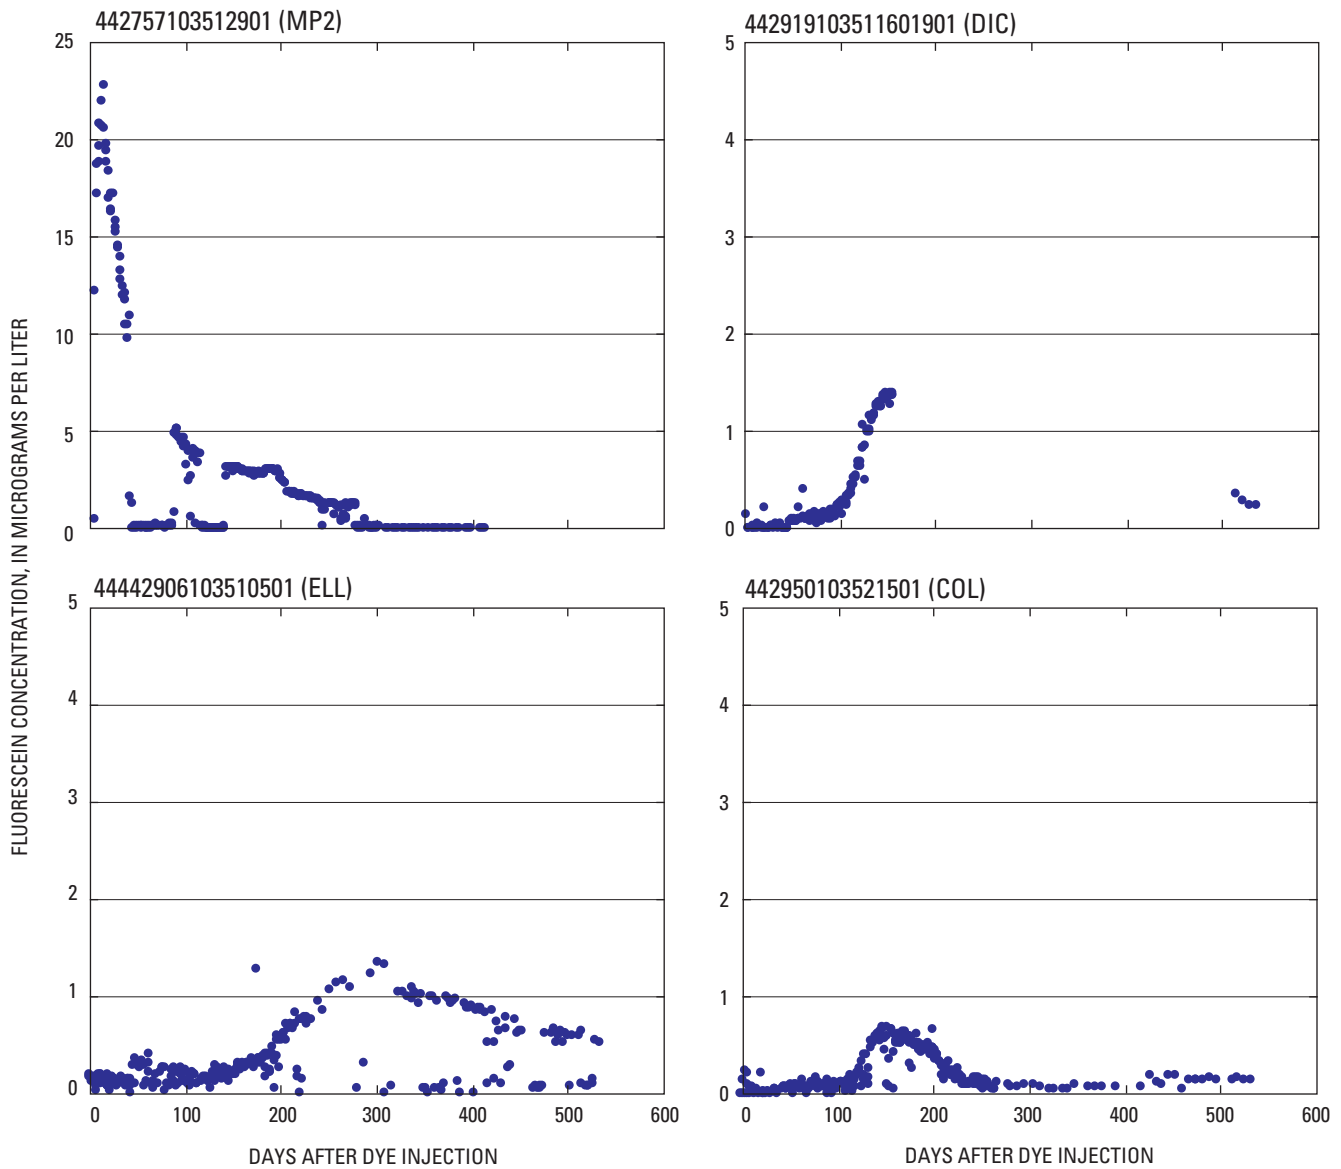 442757103512901 (MP2)
442919103511601901 (DIC)
25
20
15
10
5
0
5
4
3
2
1
0
FLUORESCEIN CONCENTRATION, IN MICROGRAMS PER LITER
44442906103510501 (ELL)
442950103521501 (COL)
5
4
3
2
1
0
5
4
3
2
1
0
0 100 200 300 400 500 600
0 100 200 300 400 500 600
DAYS AFTER DYE INJECTION
DAYS AFTER DYE INJECTION